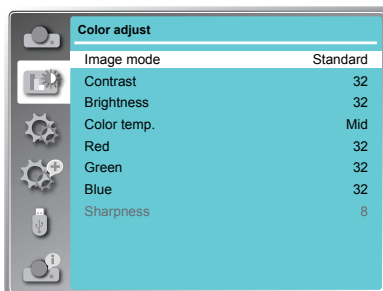 Color adjust
Image mode Standard
Contrast 32
Brightness 32
Color temp. Mid
Red 32
Green 32
Blue 32
Sharpness 8